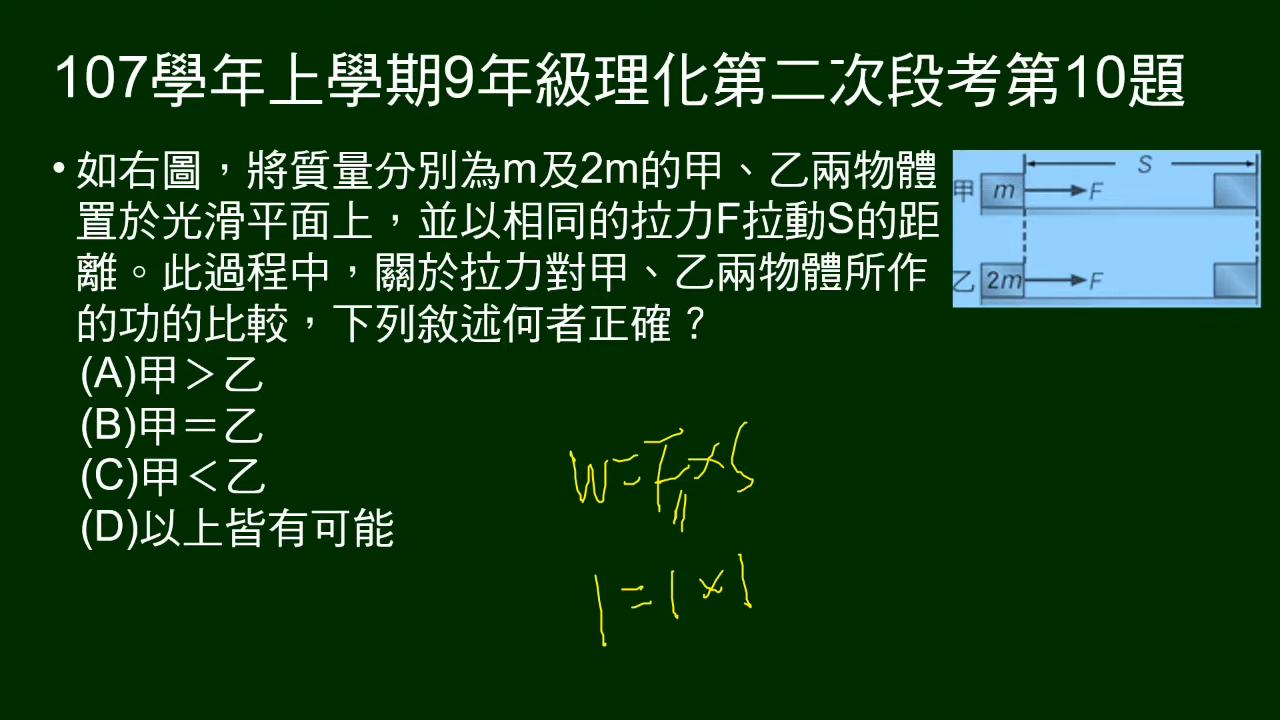 107學年上學期9年級理化第二次段考第10題
•如右圖，將質量分別為m及2m的甲、乙兩物體
置於光滑平面上，並以相同的拉力F拉動S的距
離。此過程中，關於拉力對甲、乙兩物體所作
的功的比較，下列敘述何者正確？
(A)甲＞乙
(B)甲＝乙
(C)甲＜乙
(D)以上皆有可能
S
甲 m F
乙 2m F
W=F∥×S
1=1×1